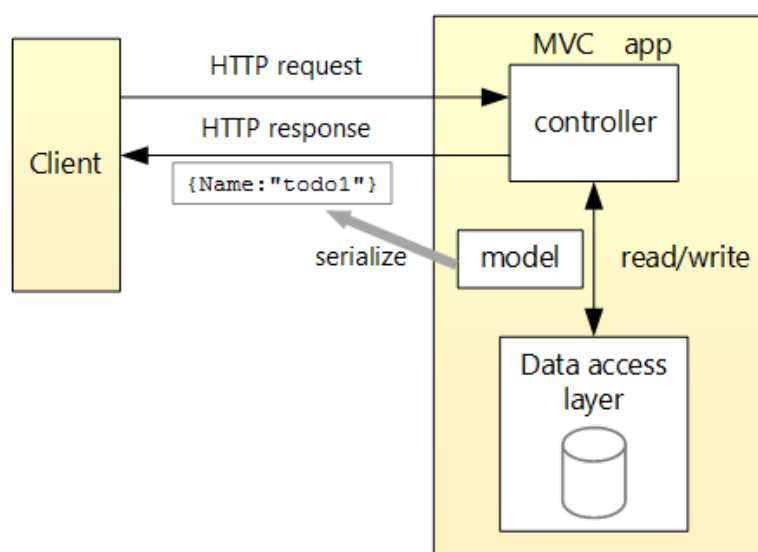 MVC app
HTTP request
controller
HTTP response
Client
{Name:"todo1"}
serialize
model
read/write
Data access
layer